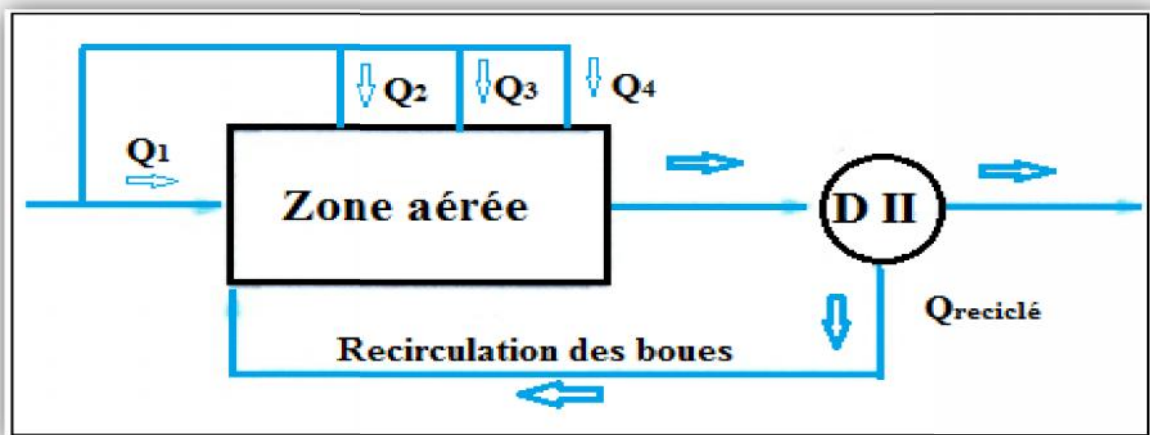 Q2
Q3
Q4
Q1
Zone aérée
D II
Qreciclé
Recirculation des boues